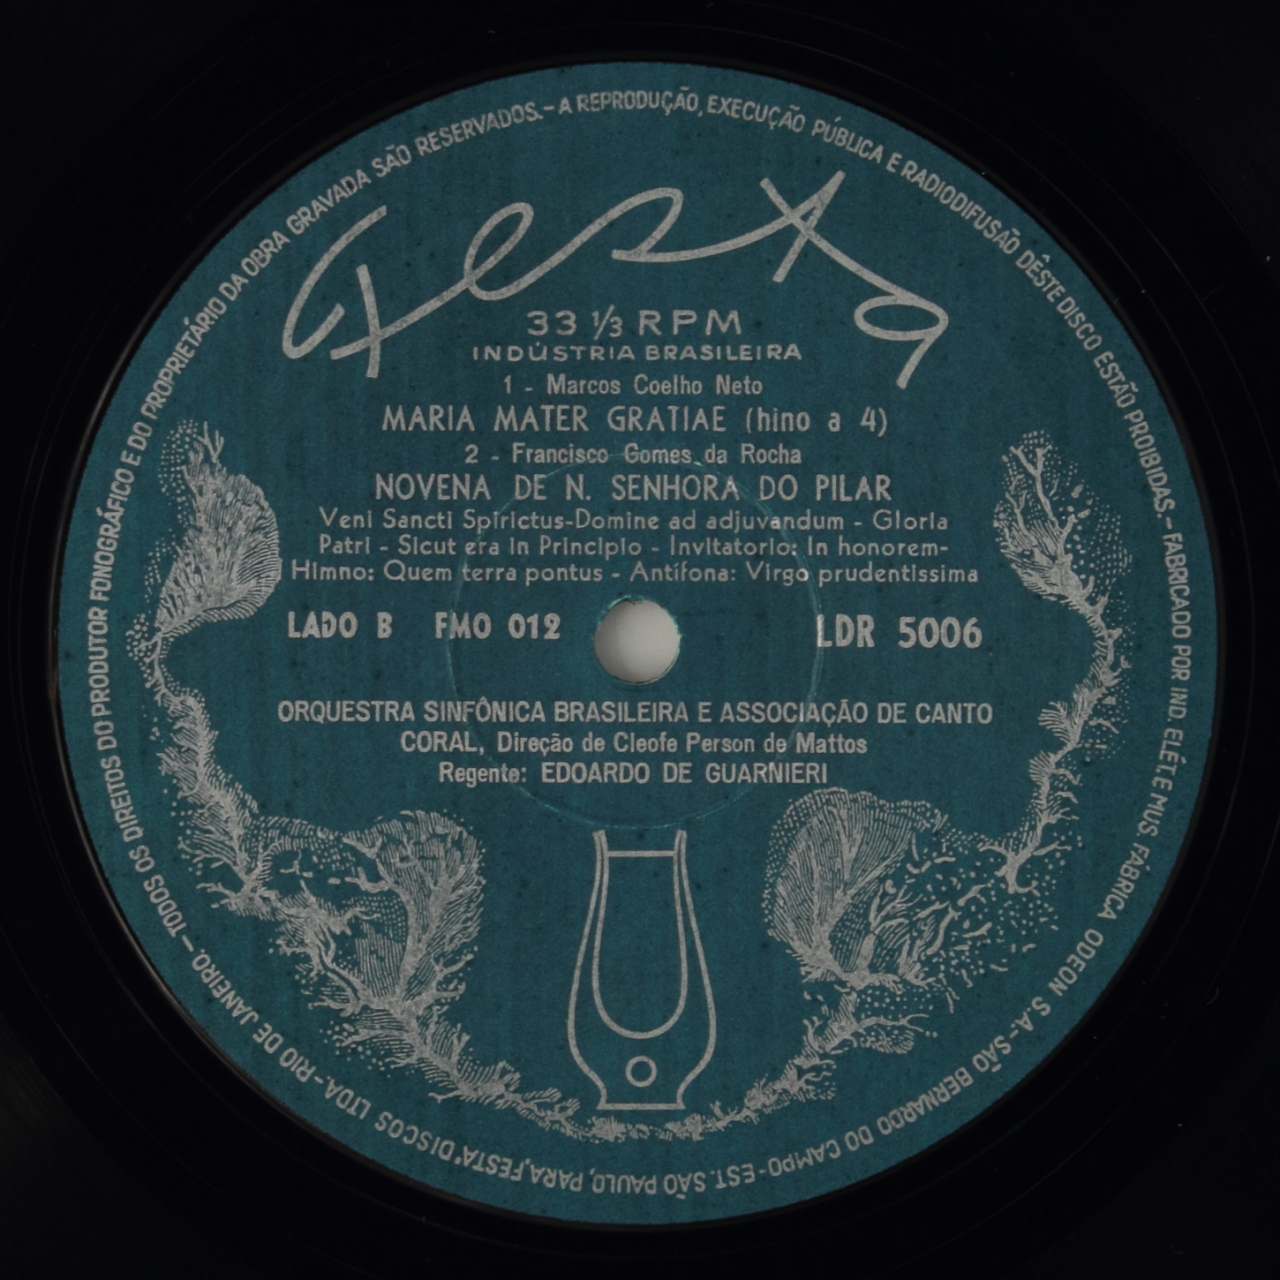 Festa
33 1/3 RPM
INDÚSTRIA BRASILEIRA
1 - Marcos Coelho Neto
MARIA MATER GRATIAE (hino a 4)
2 - Francisco Gomes da Rocha
NOVENA DE N. SENHORA DO PILAR
Veni Sancti Spirictus-Domine ad adjuvandum - Gloria
Patri - Sicut era in Principio - Invitatorio: In honorem-
Himno: Quem terra pontus - Antífona: Virgo prudentissima
LADO B FMO 012 LDR 5006
ORQUESTRA SINFÔNICA BRASILEIRA E ASSOCIAÇÃO DE CANTO
CORAL, Direção de Cleofe Person de Mattos
Regente: EDOARDO DE GUARNIERI
TODOS OS DIREITOS DO PRODUTOR FONOGRÁFICO E DO PROPRIETÁRIO DA OBRA GRAVADA SÃO RESERVADOS.- A REPRODUÇÃO, EXECUÇÃO PÚBLICA E RADIODIFUSÃO DÊSTE DISCO ESTÃO PROIBIDAS.- FABRICADO POR IND. ELÉT. E MUS. FÁBRICA ODEON S.A.- SÃO BERNARDO DO CAMPO - EST. SÃO PAULO, PARA "FESTA" DISCOS LTDA - RIO DE JANEIRO -